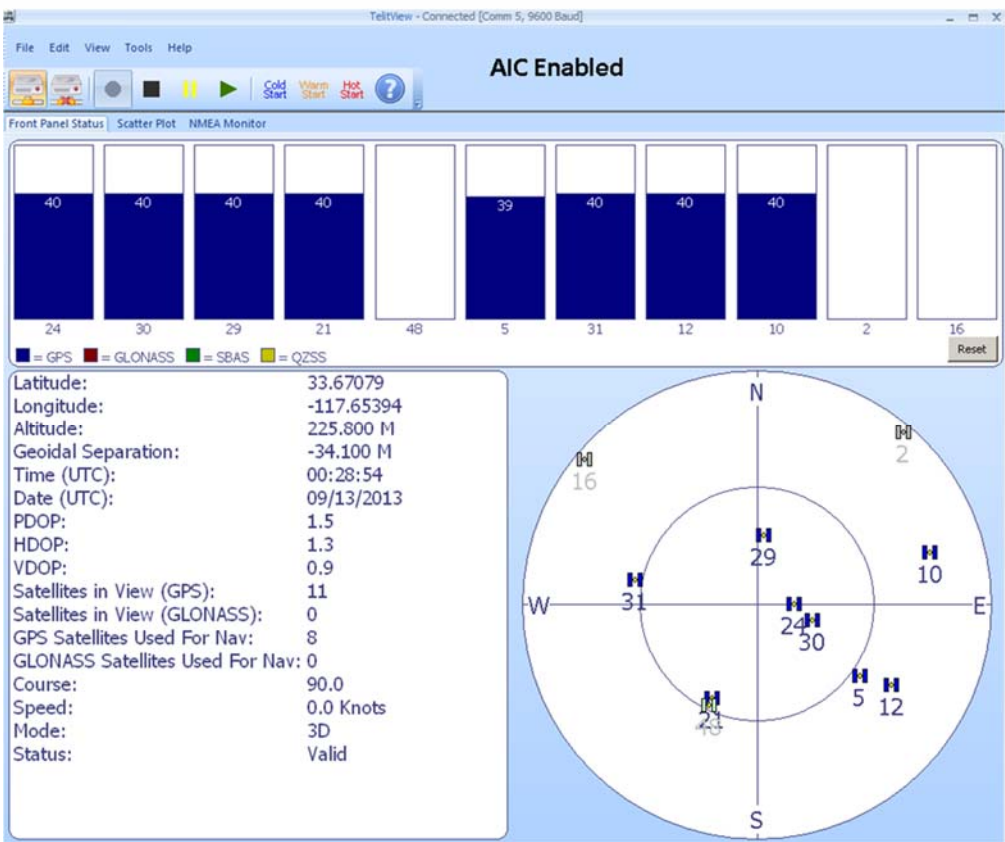 TelitView - Connected [Comm 5, 9600 Baud]
File Edit View Tools Help
AIC Enabled
Cold Start Warm Start Hot Start ?
Front Panel Status Scatter Plot NMEA Monitor
40 40 40 40 39 40 40 40
24 30 29 21 48 5 31 12 10 2 16
= GPS = GLONASS = SBAS = QZSS
Reset
Latitude: 33.67079
Longitude: -117.65394
Altitude: 225.800 M
Geoidal Separation: -34.100 M
Time (UTC): 00:28:54
Date (UTC): 09/13/2013
PDOP: 1.5
HDOP: 1.3
VDOP: 0.9
Satellites in View (GPS): 11
Satellites in View (GLONASS): 0
GPS Satellites Used For Nav: 8
GLONASS Satellites Used For Nav: 0
Course: 90.0
Speed: 0.0 Knots
Mode: 3D
Status: Valid
N
2
16
29
10
W 31 E
24
30
5 12
21
48
S